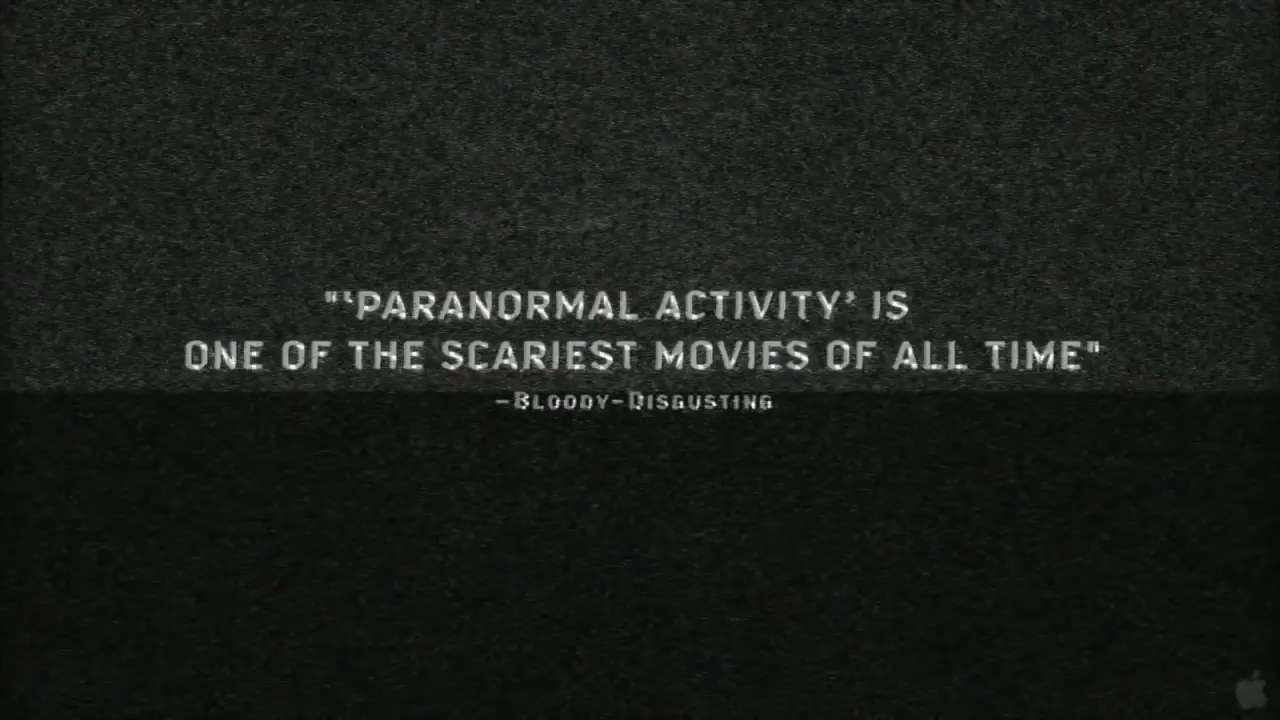 "‘PARANORMAL ACTIVITY’ IS
ONE OF THE SCARIEST MOVIES OF ALL TIME"
–BLOODY–DISGUSTING